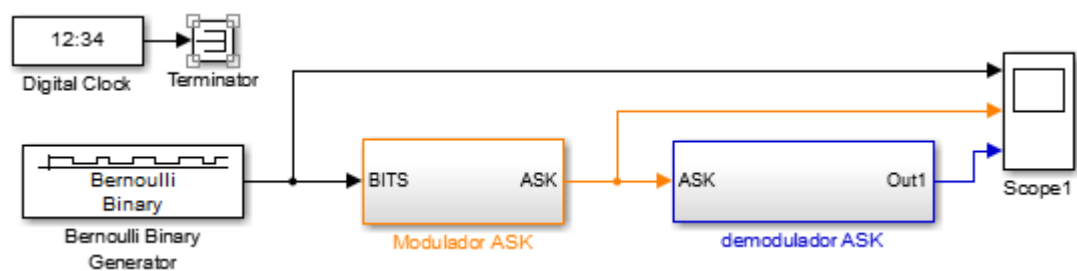 12:34
Digital Clock
Terminator
Bernoulli
Binary
Bernoulli Binary
Generator
BITS
ASK
Modulador ASK
ASK
Out1
demodulador ASK
Scope1